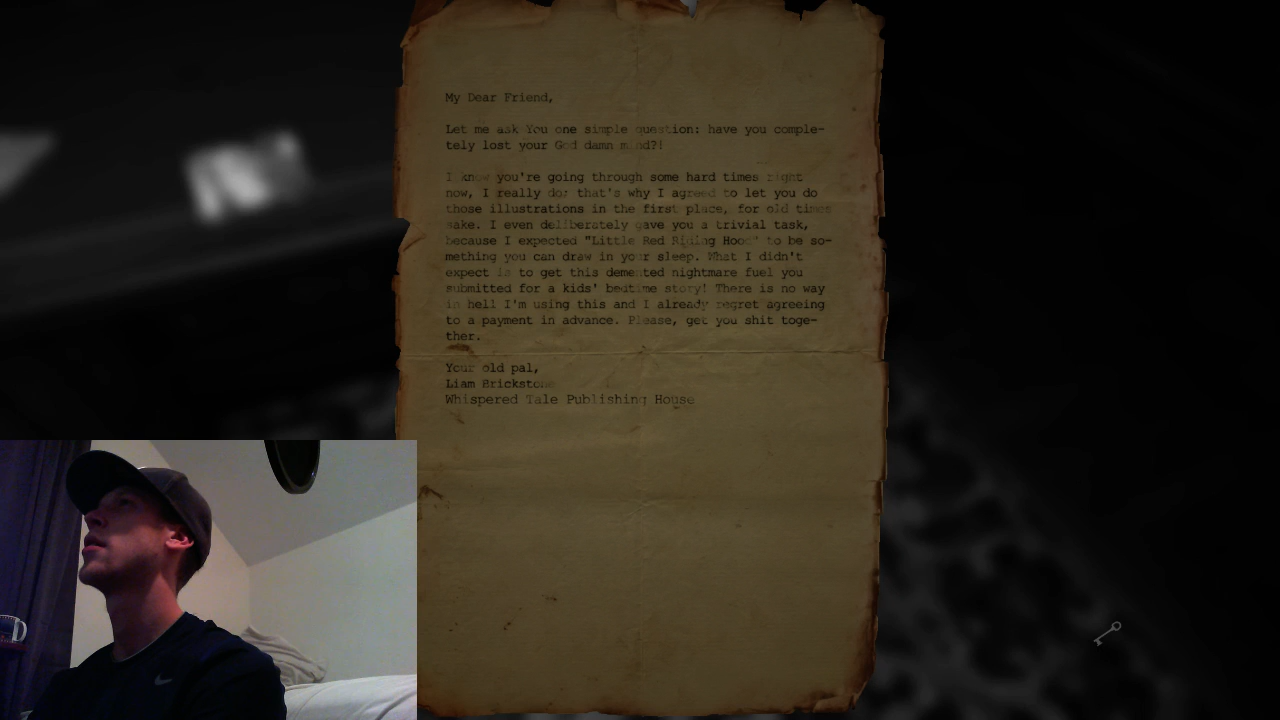 My Dear Friend,
Let me ask You one simple question: have you comple-
tely lost your God damn mind?!
I know you're going through some hard times right
now, I really do; that's why I agreed to let you do
those illustrations in the first place, for old times
sake. I even deliberately gave you a trivial task,
because I expected "Little Red Riding Hood" to be so-
mething you can draw in your sleep. What I didn't
expect is to get this demented nightmare fuel you
submitted for a kids' bedtime story! There is no way
in hell I'm using this and I already regret agreeing
to a payment in advance. Please, get you shit toge-
ther.
Your old pal,
Liam Brickstone
Whispered Tale Publishing House